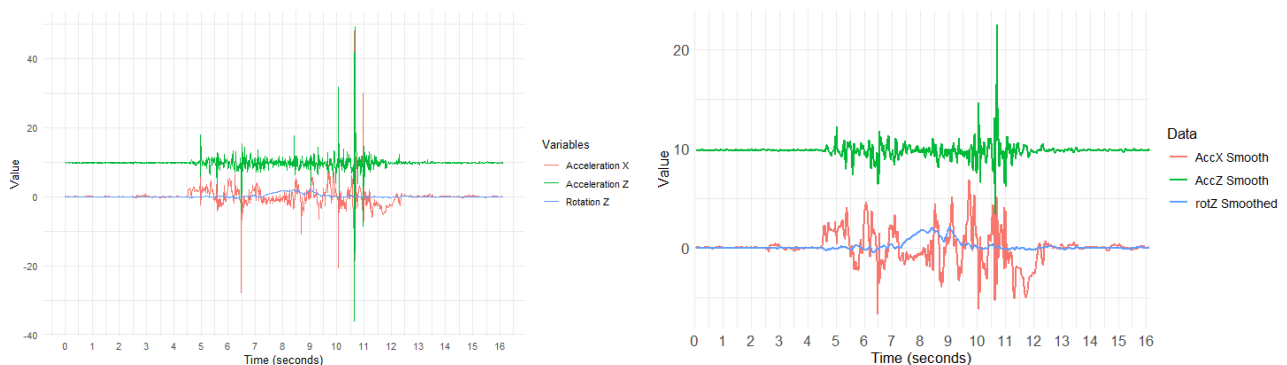 40
20
0
-20
-40
Value
0 1 2 3 4 5 6 7 8 9 10 11 12 13 14 15 16
Time (seconds)
Variables
Acceleration X
Acceleration Z
Rotation Z
20
10
0
Value
0 1 2 3 4 5 6 7 8 9 10 11 12 13 14 15 16
Time (seconds)
Data
AccX Smooth
AccZ Smooth
rotZ Smoothed